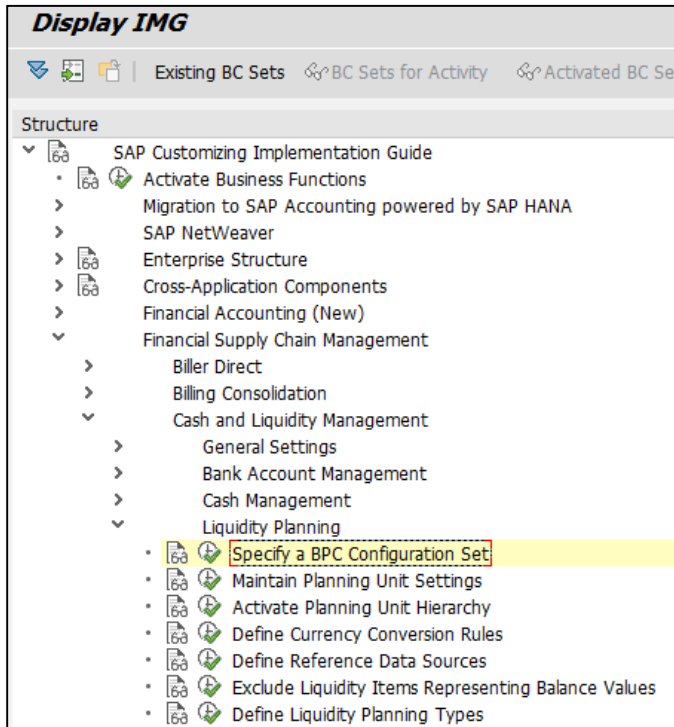 Display IMG
Existing BC Sets BC Sets for Activity Activated BC Se
Structure
SAP Customizing Implementation Guide
Activate Business Functions
Migration to SAP Accounting powered by SAP HANA
SAP NetWeaver
Enterprise Structure
Cross-Application Components
Financial Accounting (New)
Financial Supply Chain Management
Biller Direct
Billing Consolidation
Cash and Liquidity Management
General Settings
Bank Account Management
Cash Management
Liquidity Planning
Specify a BPC Configuration Set
Maintain Planning Unit Settings
Activate Planning Unit Hierarchy
Define Currency Conversion Rules
Define Reference Data Sources
Exclude Liquidity Items Representing Balance Values
Define Liquidity Planning Types